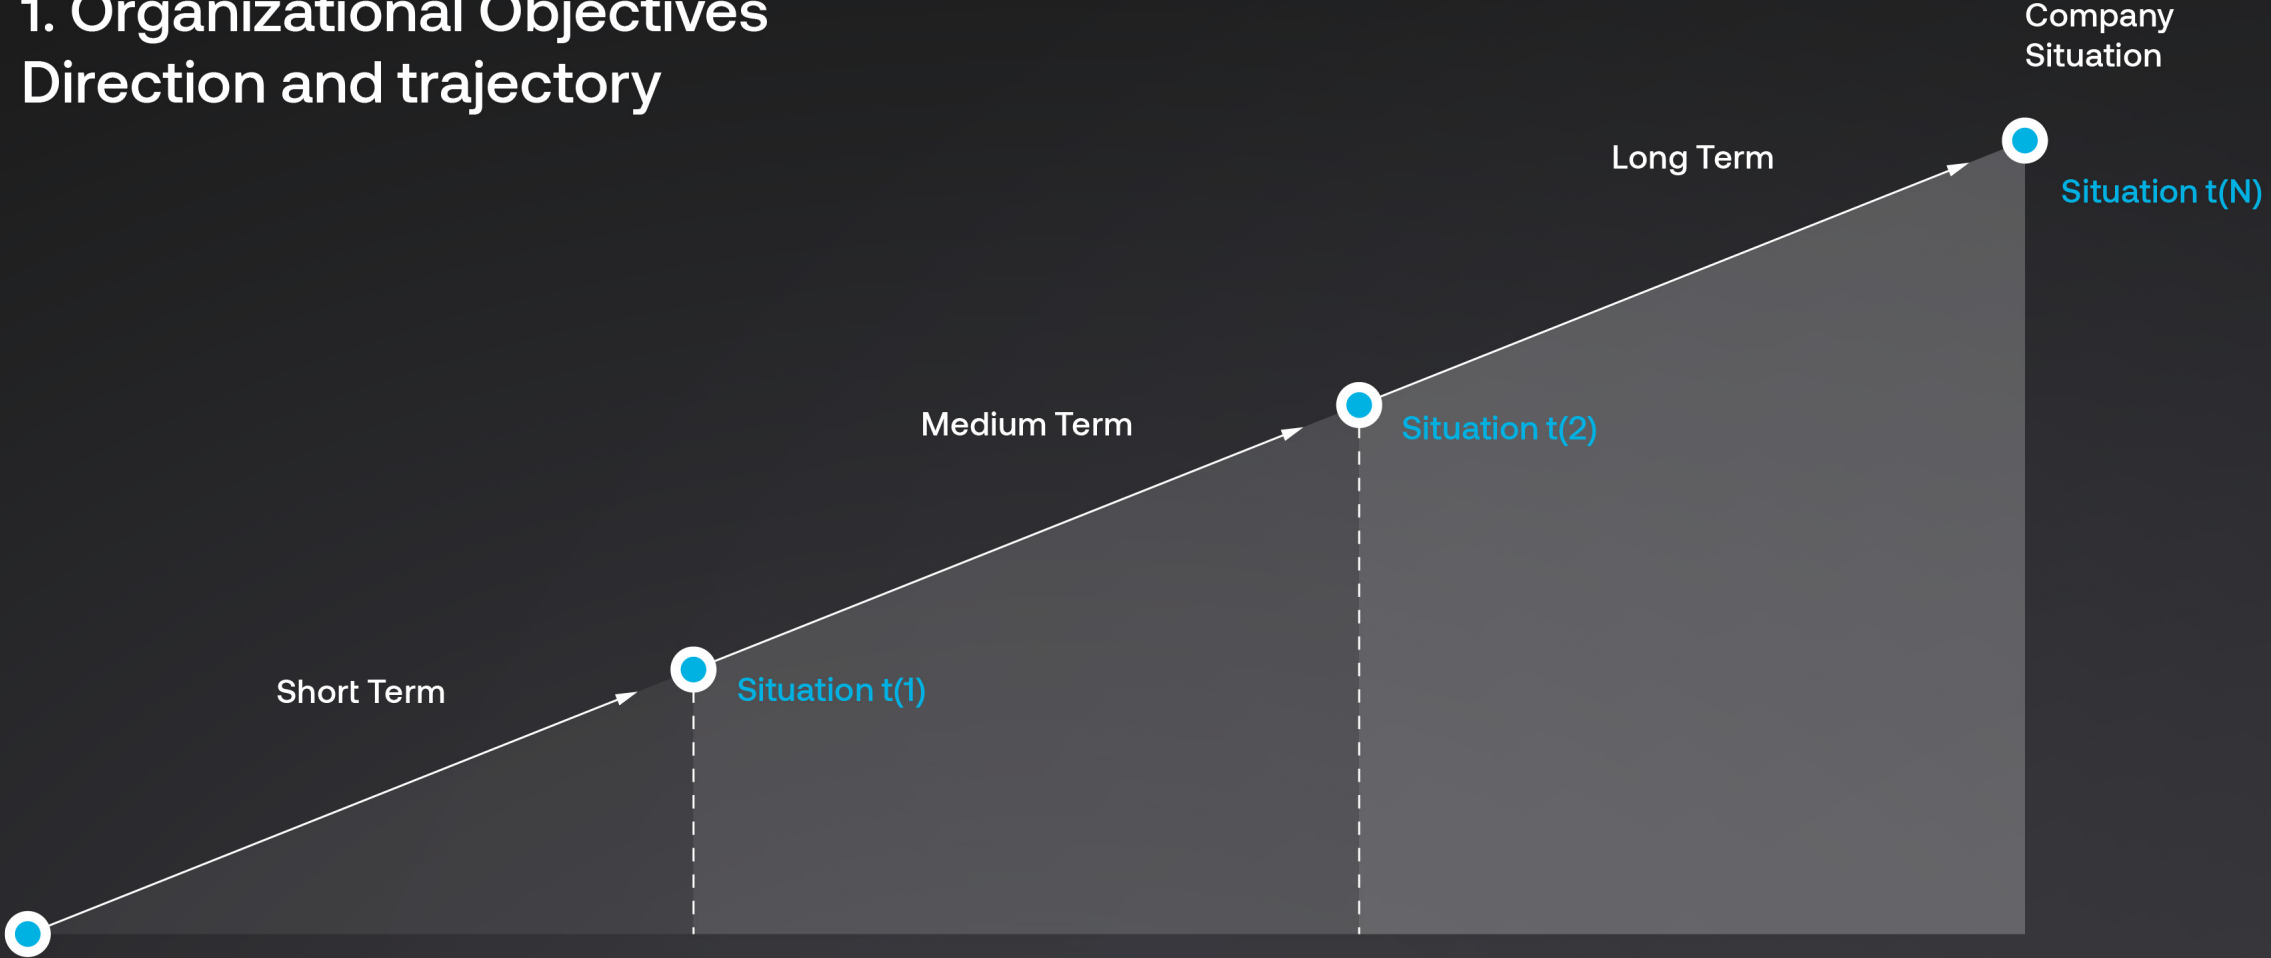 1. Organizational Objectives
Direction and trajectory
Company
Situation
Long Term
Situation t(N)
Medium Term
Situation t(2)
Short Term
Situation t(1)